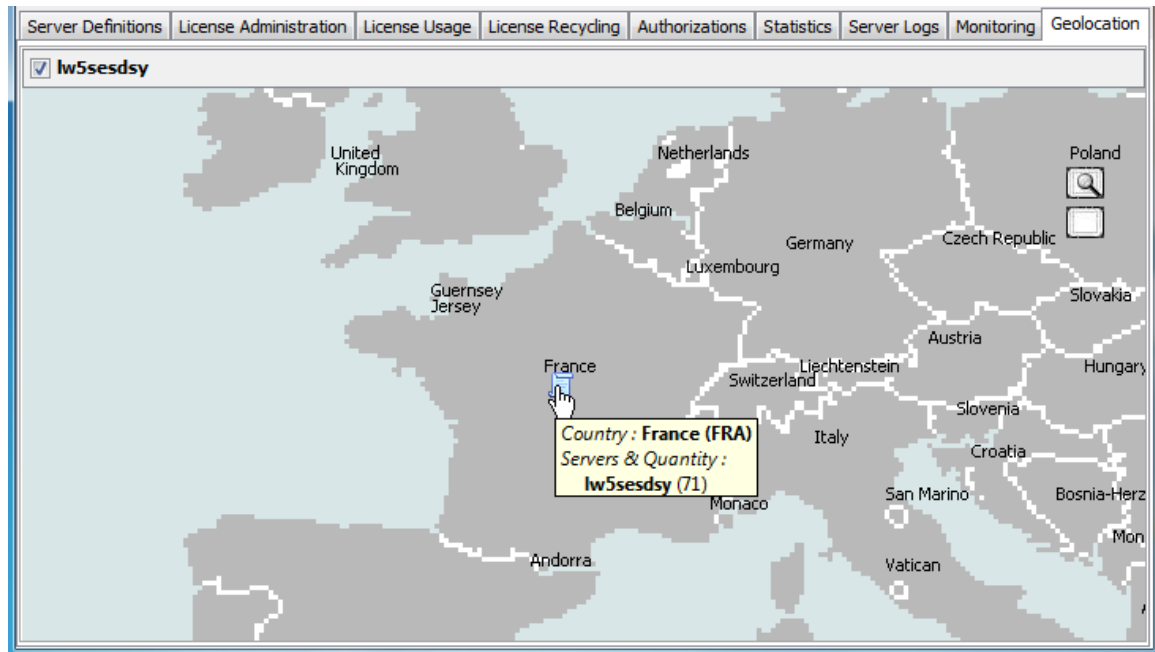 Server Definitions License Administration License Usage License Recycling Authorizations Statistics Server Logs Monitoring Geolocation
lw5sesdsy
United
Kingdom
Netherlands
Poland
Belgium
Germany
Czech Republic
Luxembourg
Guernsey
Jersey
Slovakia
Austria
France
Liechtenstein
Switzerland
Hungary
Slovenia
Country : France (FRA)
Servers & Quantity :
lw5sesdsy (71)
Italy
Croatia
Monaco
San Marino
Bosnia-Herz
Mon
Andorra
Vatican